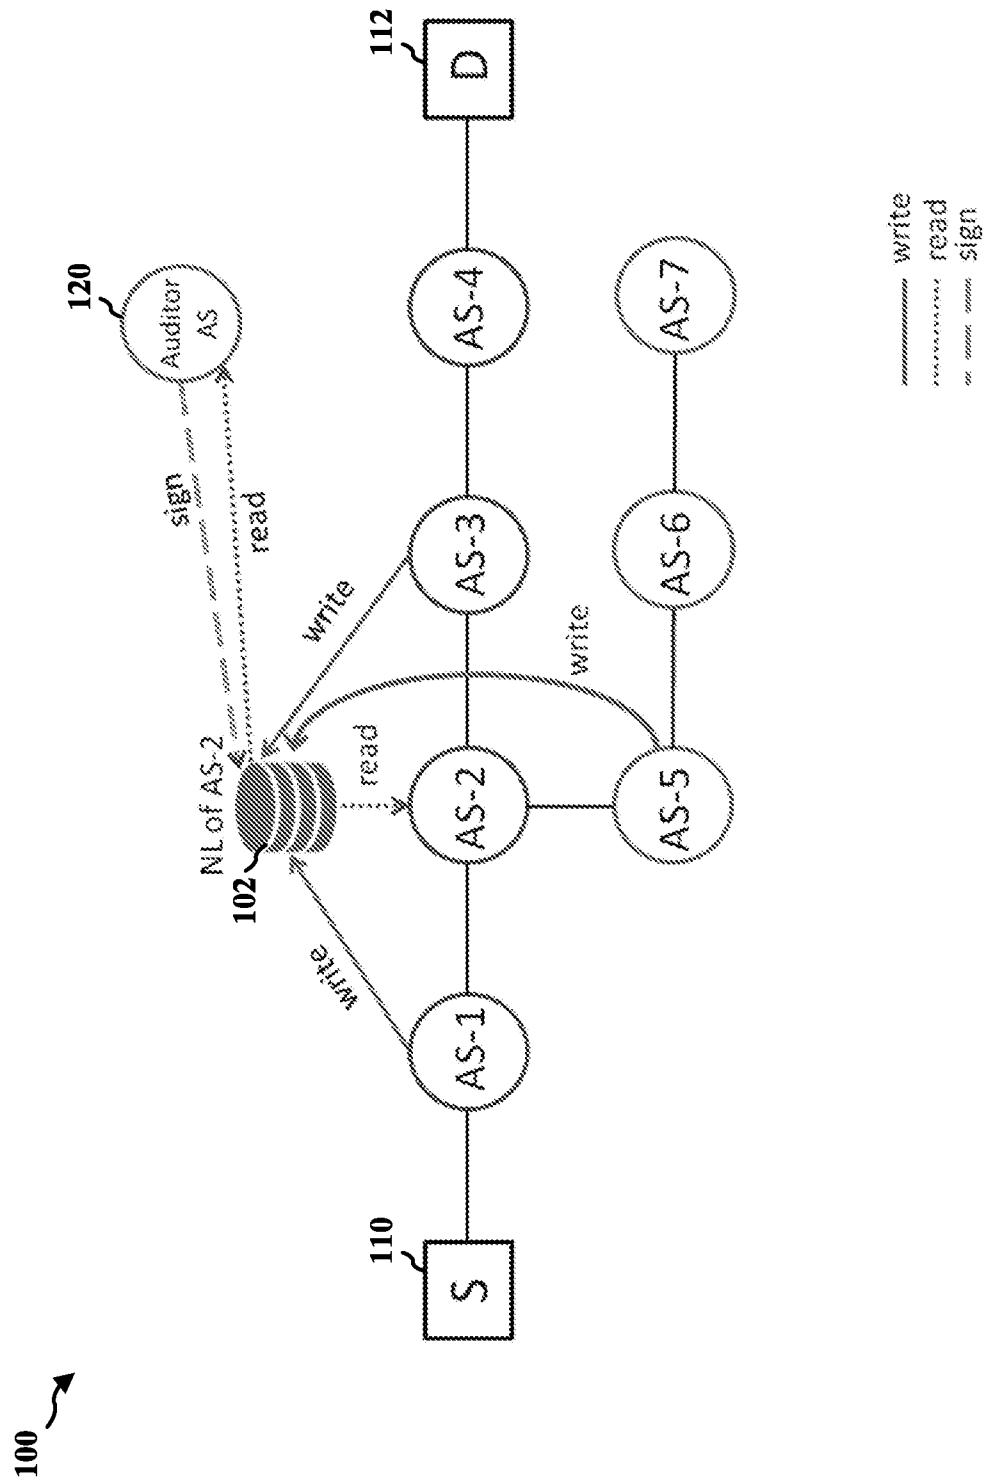 100
120
Auditor
AS
sign
read
NL of AS-2
102
write
write
read
write
110
S
AS-1
AS-2
AS-3
AS-4
112
D
AS-5
AS-6
AS-7
write
read
sign